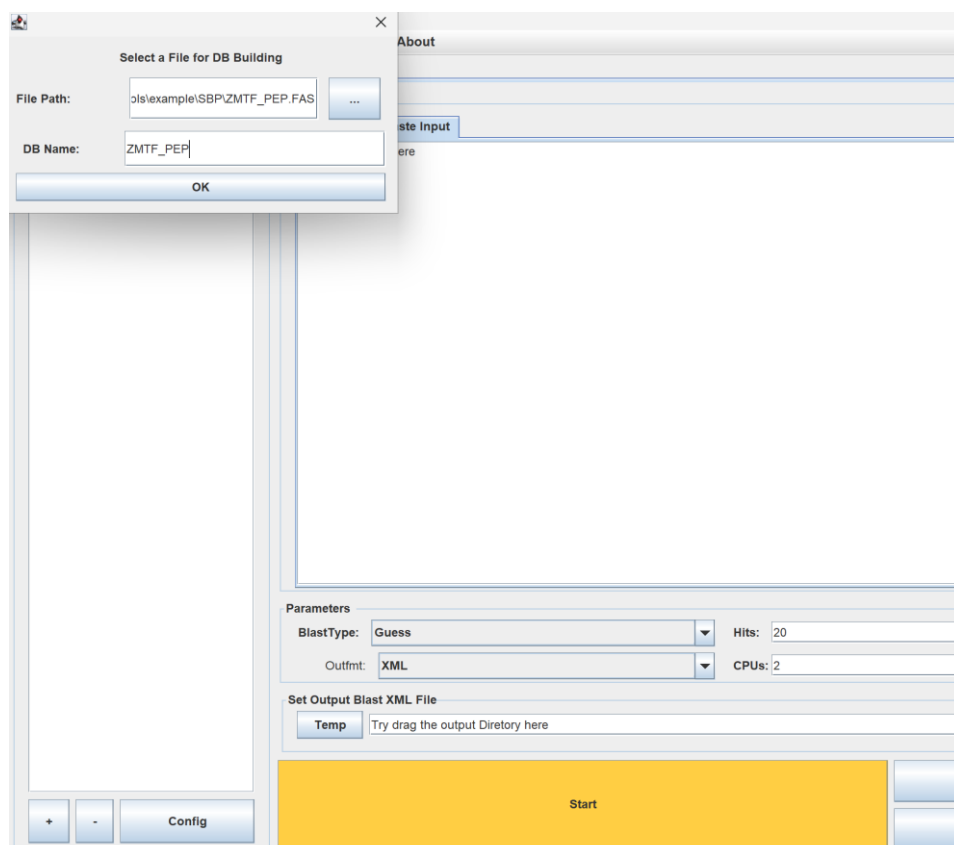 Select a File for DB Building
File Path:
ols\example\SBP\ZMTF_PEP.FAS
...
DB Name:
ZMTF_PEP
OK
About
ste Input
ere
Parameters
BlastType: Guess Hits: 20
Outfmt: XML CPUs: 2
Set Output Blast XML File
Temp Try drag the output Diretory here
Start
+ - Config